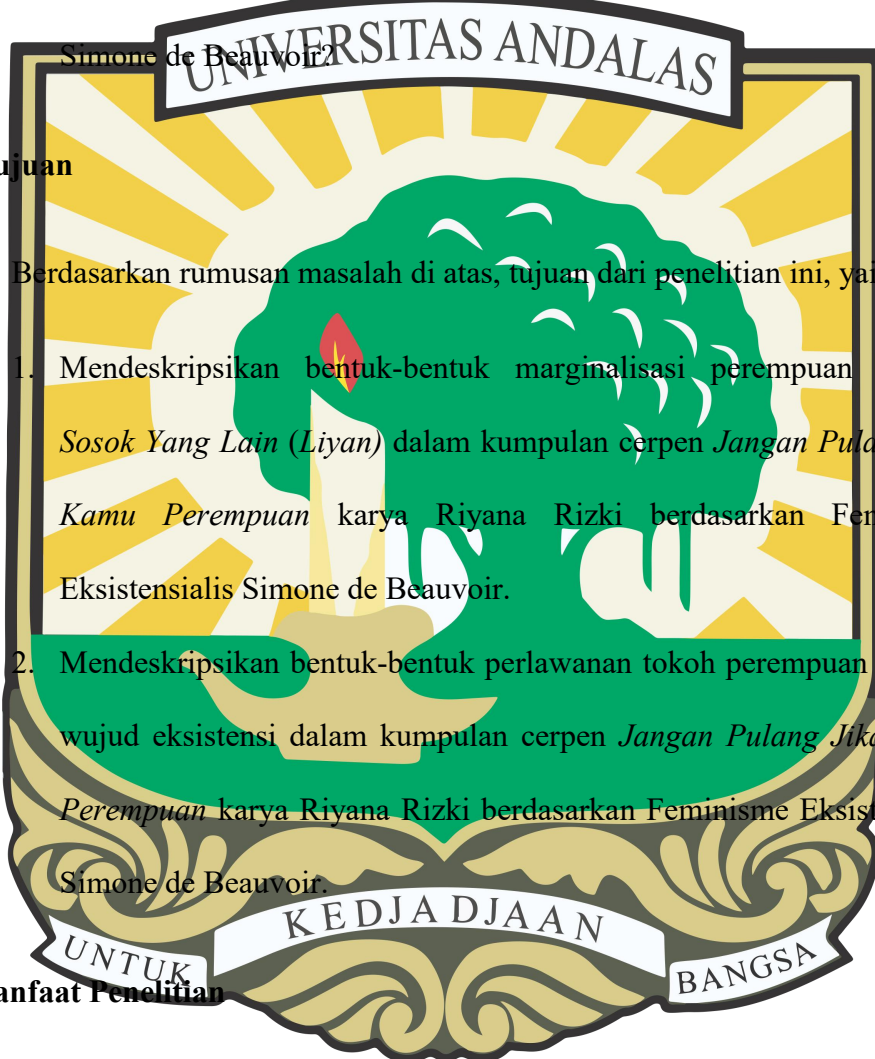 UNIVERSITAS ANDALAS
Simone de Beauvoir?
ujuan
Berdasarkan rumusan masalah di atas, tujuan dari penelitian ini, yai
1. Mendeskripsikan bentuk-bentuk marginalisasi perempuan
Sosok Yang Lain (Liyan) dalam kumpulan cerpen Jangan Pula
Kamu Perempuan karya Riyana Rizki berdasarkan Fem
Eksistensialis Simone de Beauvoir.
2. Mendeskripsikan bentuk-bentuk perlawanan tokoh perempuan
wujud eksistensi dalam kumpulan cerpen Jangan Pulang Jika
Perempuan karya Riyana Rizki berdasarkan Feminisme Eksist
Simone de Beauvoir.
KEDJADJAAN
UNTUK
BANGSA
anfaat Penelitian